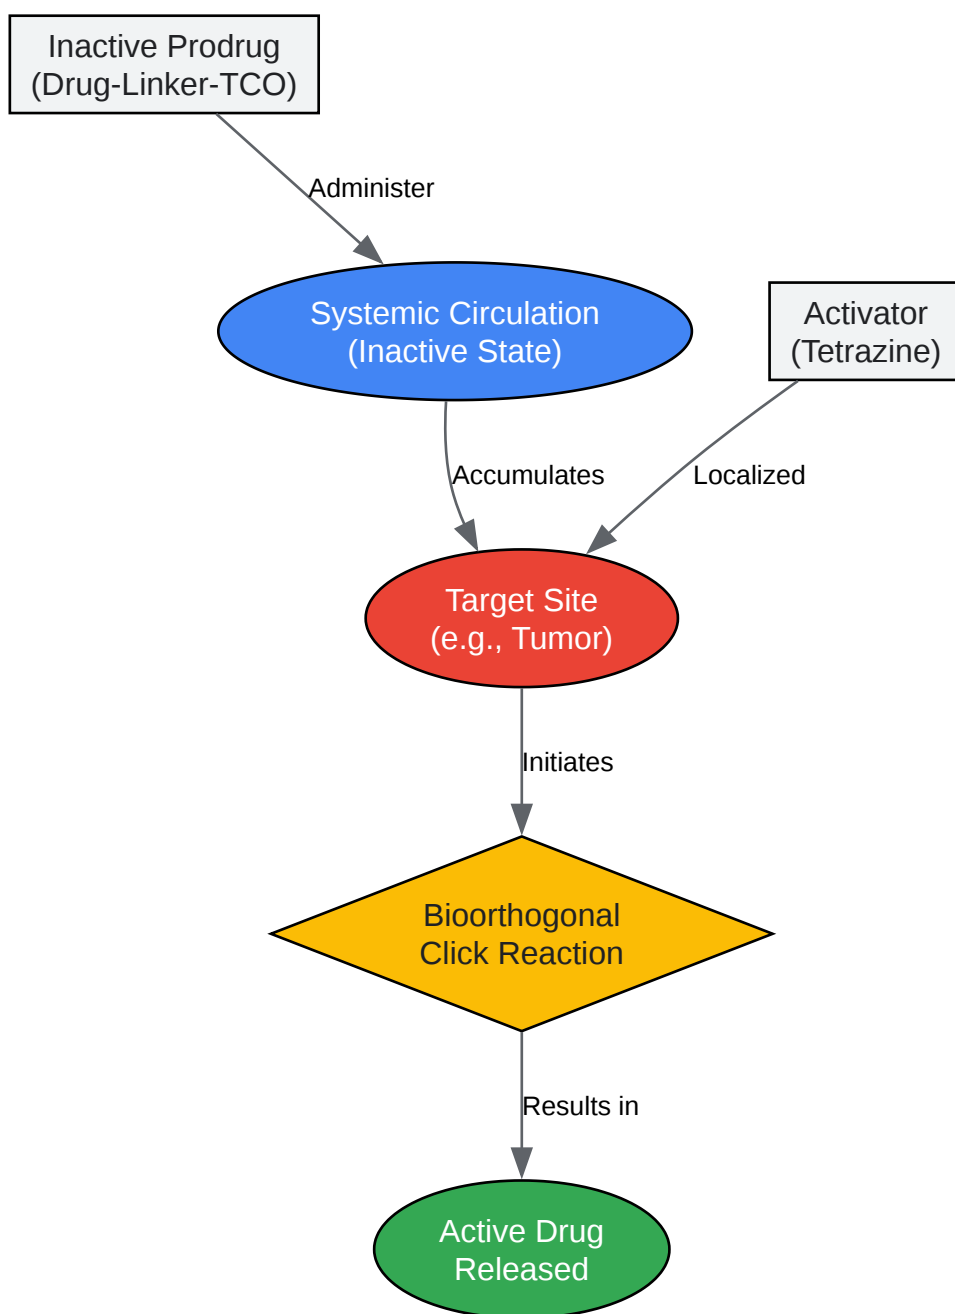 Inactive Prodrug
(Drug-Linker-TCO)
Administer
Systemic Circulation
(Inactive State)
Activator
(Tetrazine)
Accumulates
Localized
Target Site
(e.g., Tumor)
Initiates
Bioorthogonal
Click Reaction
Results in
Active Drug
Released